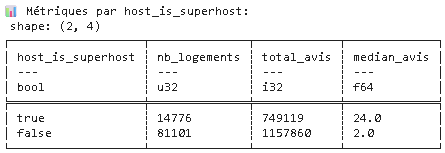 📊 Métriques par host_is_superhost:
shape: (2, 4)
host_is_superhost nb_logements total_avis median_avis
--- --- --- ---
bool u32 i32 f64
true 14776 749119 24.0
false 81101 1157860 2.0